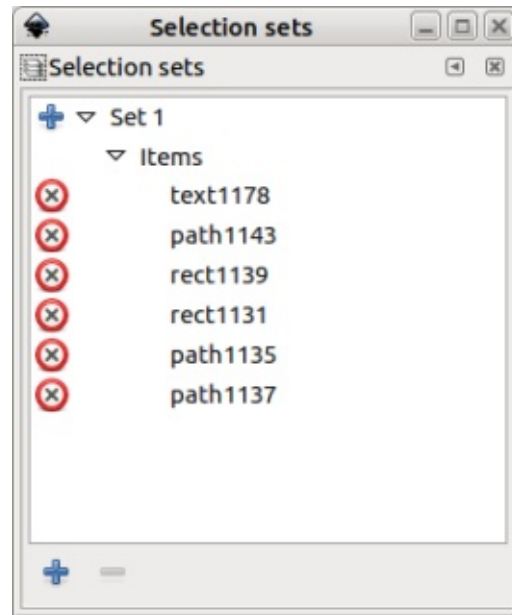 Selection sets
Selection sets
Set 1
Items
text1178
path1143
rect1139
rect1131
path1135
path1137